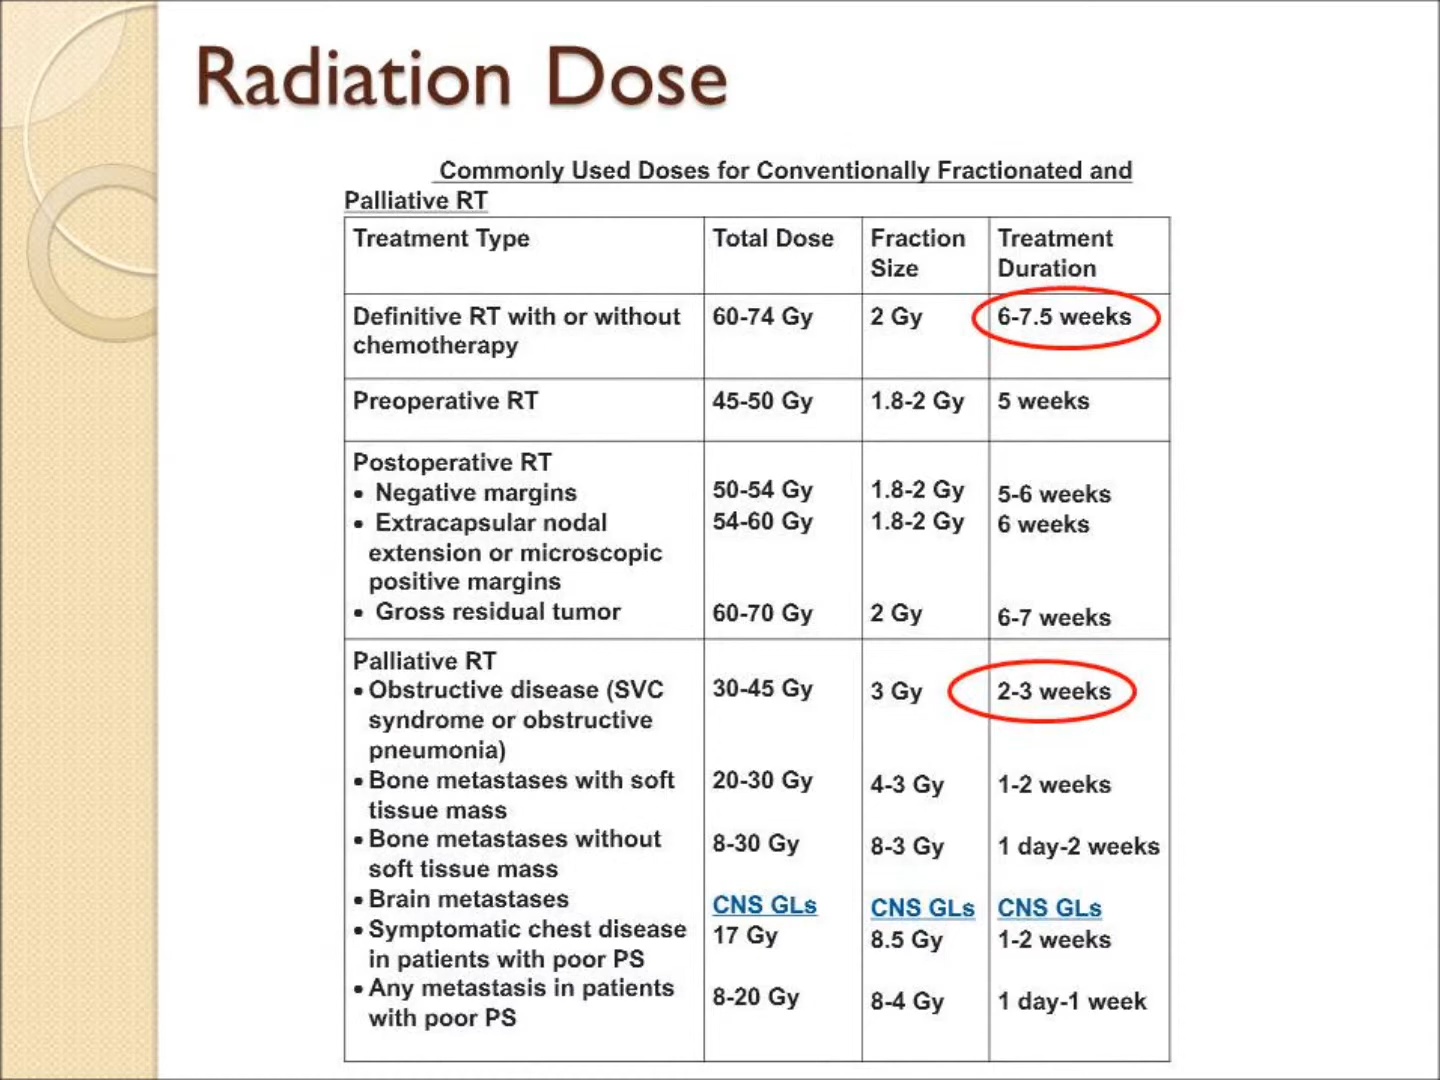 Radiation Dose
Commonly Used Doses for Conventionally Fractionated and
Palliative RT
Treatment Type
Total Dose
Fraction
Size
Treatment
Duration
Definitive RT with or without
chemotherapy
60-74 Gy
2 Gy
6-7.5 weeks
Preoperative RT
45-50 Gy
1.8-2 Gy
5 weeks
Postoperative RT
• Negative margins
50-54 Gy
1.8-2 Gy
5-6 weeks
• Extracapsular nodal
extension or microscopic
positive margins
54-60 Gy
1.8-2 Gy
6 weeks
• Gross residual tumor
60-70 Gy
2 Gy
6-7 weeks
Palliative RT
• Obstructive disease (SVC
syndrome or obstructive
pneumonia)
30-45 Gy
3 Gy
2-3 weeks
• Bone metastases with soft
tissue mass
20-30 Gy
4-3 Gy
1-2 weeks
• Bone metastases without
soft tissue mass
8-30 Gy
8-3 Gy
1 day-2 weeks
• Brain metastases
CNS GLs
CNS GLs
CNS GLs
• Symptomatic chest disease
in patients with poor PS
17 Gy
8.5 Gy
1-2 weeks
• Any metastasis in patients
with poor PS
8-20 Gy
8-4 Gy
1 day-1 week